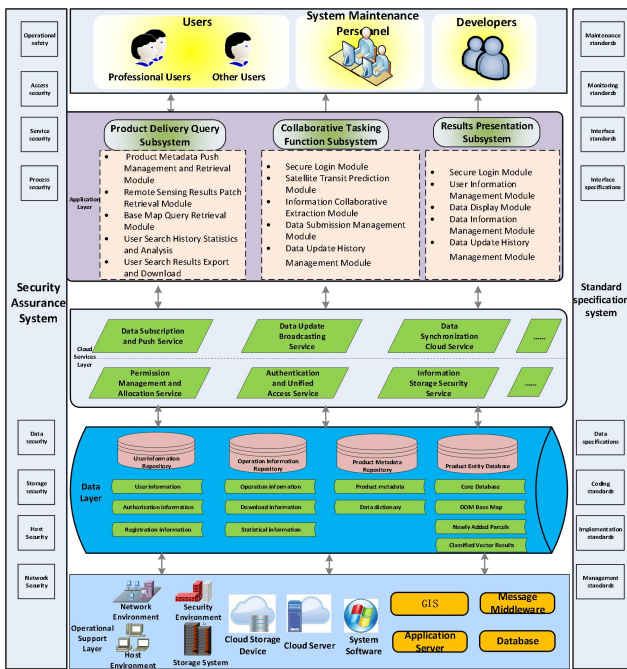 Operational
safety
Access
security
Service
security
Process
security
Security
Assurance
System
Data
security
Storage
security
Host
Security
Network
Security
Users
Professional Users
Other Users
System Maintenance
Personnel
Developers
Application
Layer
Product Delivery Query
Subsystem
• Product Metadata Push
Management and Retrieval
Module
• Remote Sensing Results Patch
Retrieval Module
• Base Map Query Retrieval
Module
• User Search History Statistics
and Analysis
• User Search Results Export
and Download
Collaborative Tasking
Function Subsystem
• Secure Login Module
• Satellite Transit Prediction
Module
• Information Collaborative
Extraction Module
• Data Submission Management
Module
• Data Update History
Management Module
Results Presentation
Subsystem
• Secure Login Module
• User Information
Management Module
• Data Display Module
• Data Information
Management Module
• Data Update History
Management Module
Cloud
Services
Layer
Data Subscription
and Push Service
Data Update
Broadcasting
Service
Data
Synchronization
Cloud Service
......
Permission
Management and
Allocation Service
Authentication
and Unified
Access Service
Information
Storage Security
Service
......
Data
Layer
User Information
Repository
User information
Authorization information
Registration information
Operation Information
Repository
Operation information
Download information
Statistical information
Product Metadata
Repository
Product metadata
Data dictionary
Product Entity Database
Core Database
DOM Base Map
Newly Added Parcels
Classified Vector Results
Operational
Support
Layer
Network
Environment
Security
Environment
Host
Environment
Storage System
Cloud Storage
Device
Cloud Server
System
Software
GIS
Message
Middleware
Application
Server
Database
Maintenance
standards
Monitoring
standards
Interface
standards
Interface
specifications
Standard
specification
system
Data
specifications
Coding
standards
Implementation
standards
Management
standards